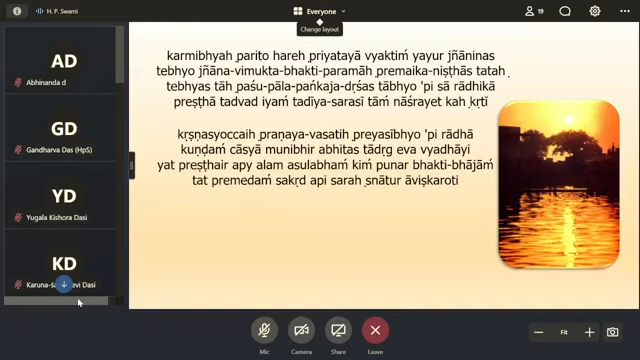 H. P. Swami
Everyone
19
Change layout
AD
Abhinanda d
GD
Gandharva Das (HpS)
YD
Yugala Kishora Dasi
KD
karmibhyaḥ parito hareḥ priyatayā vyaktiṁ yayur jñāninas
tebhyo jñāna-vimukta-bhakti-paramāḥ premaika-niṣṭhās tataḥ
tebhyas tāḥ paśu-pāla-paṅkaja-dṛśas tābhyo 'pi sā rādhikā
preṣṭhā tadvad iyaṁ tadīya-sarasī tāṁ nāśrayet kaḥ kṛtī
kṛṣṇasyoccaiḥ praṇaya-vasatiḥ preyasībhyo 'pi rādhā
kuṇḍaṁ cāsyā munibhir abhitas tādṛg eva vyadhāyi
yat preṣṭhair apy alam asulabhaṁ kiṁ punar bhakti-bhājāṁ
tat premedaṁ sakṛd api saraḥ snātur āviṣkaroti
Mic
Camera
Share
Leave
Fit